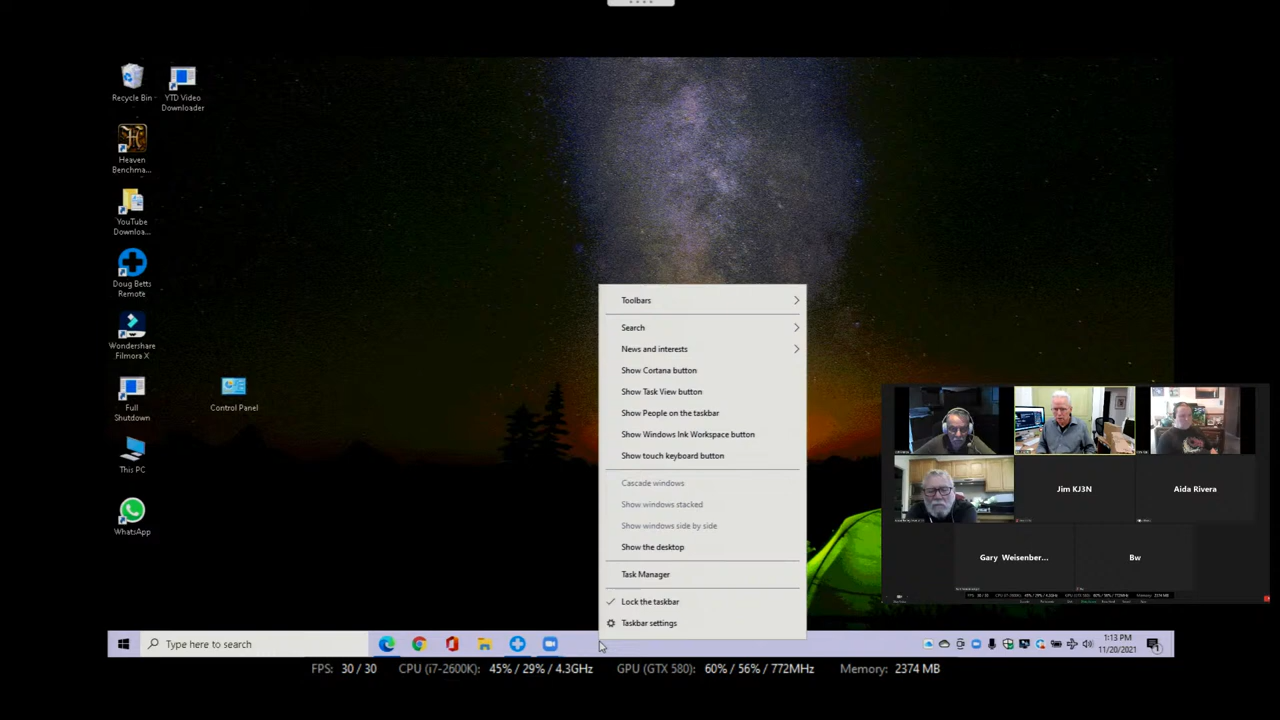 Recycle Bin
YTD Video
Downloader
Heaven
Benchma...
YouTube
Downloa...
Doug Betts
Remote
Wondershare
Filmora X
Full
Shutdown
Control Panel
This PC
WhatsApp
Toolbars
Search
News and interests
Show Cortana button
Show Task View button
Show People on the taskbar
Show Windows Ink Workspace button
Show touch keyboard button
Cascade windows
Show windows stacked
Show windows side by side
Show the desktop
Task Manager
Lock the taskbar
Taskbar settings
Jim KJ3N
Aida Rivera
Gary Weisenber...
Bw
Type here to search
1:13 PM
11/20/2021
FPS: 30 / 30 CPU (i7-2600K): 45% / 29% / 4.3GHz GPU (GTX 580): 60% / 56% / 772MHz Memory: 2374 MB